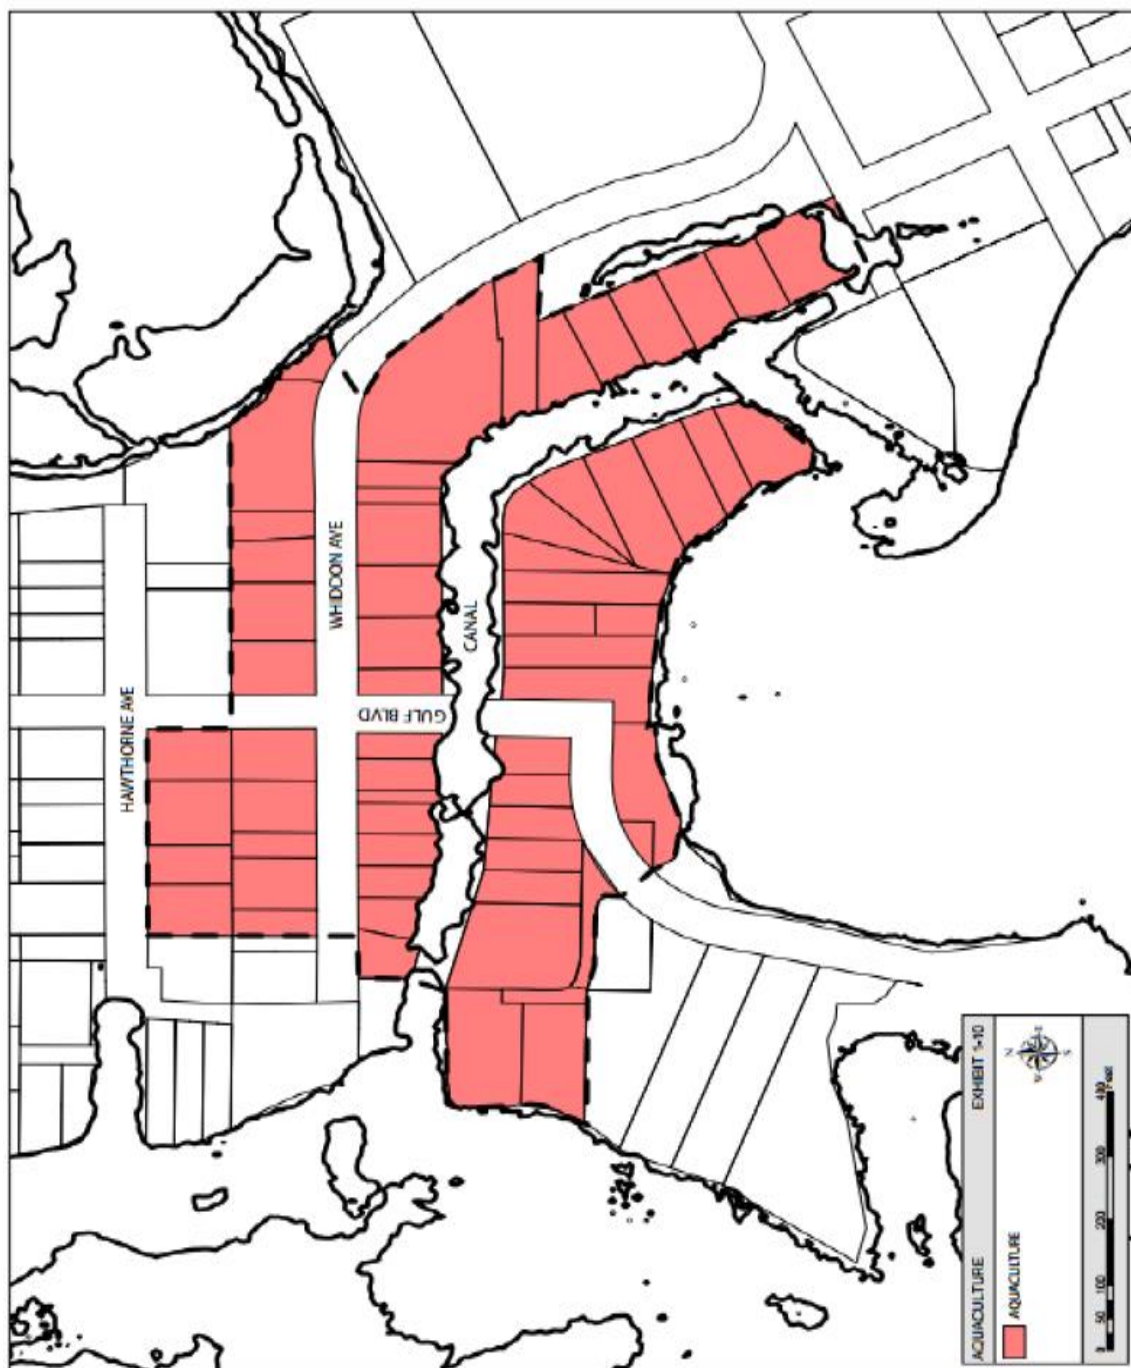 HAWTHORNE AVE
WHIDDON AVE
CANAL
GULF BLVD
AQUACULTURE EXHIBIT 1-10
AQUACULTURE
N
E
S
W
0 50 100 200 300 400
Feet